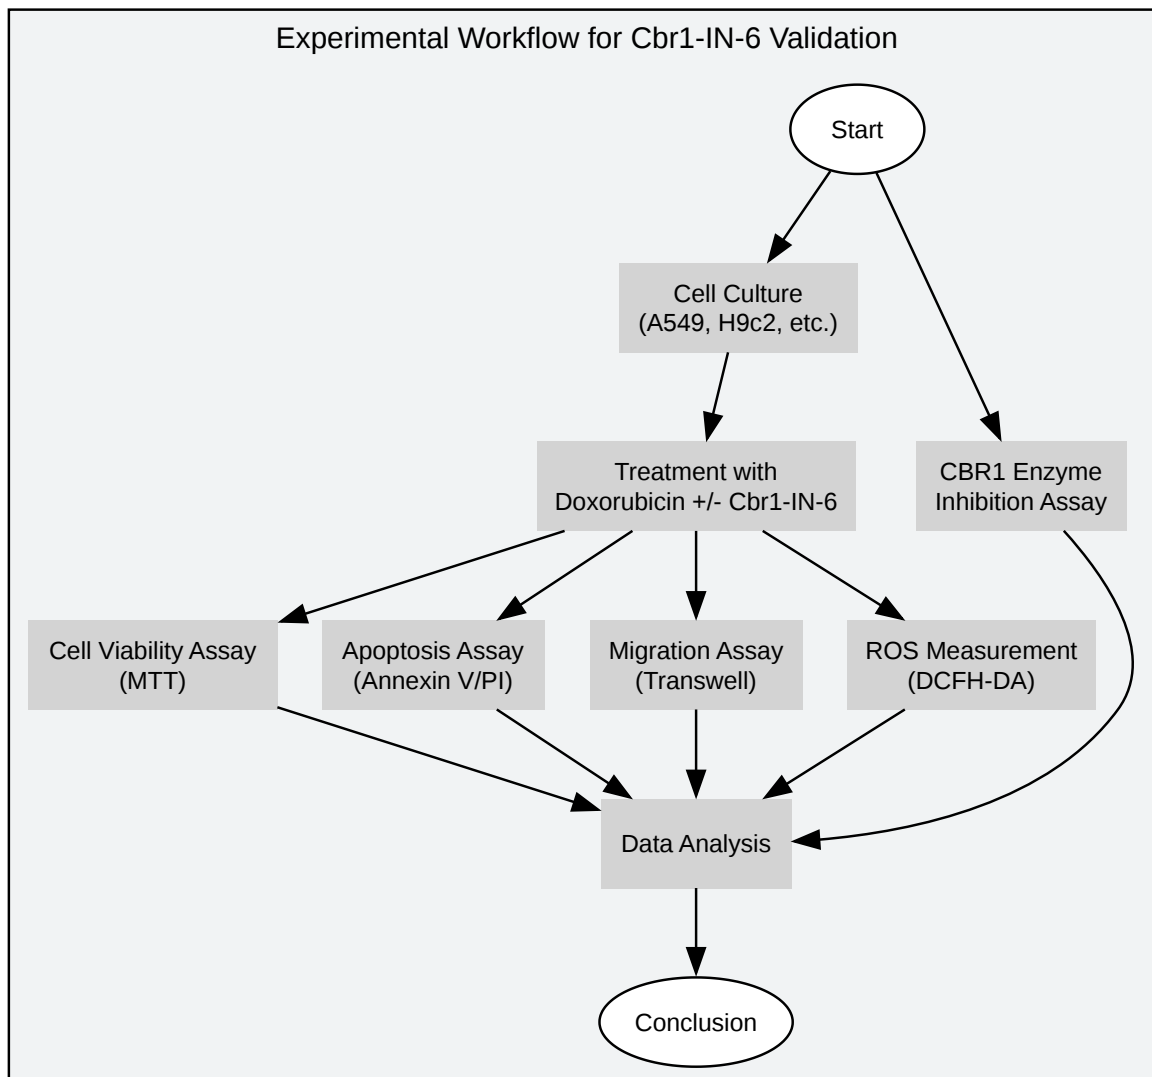 Experimental Workflow for Cbr1-IN-6 Validation
Start
Cell Culture
(A549, H9c2, etc.)
Treatment with
Doxorubicin +/- Cbr1-IN-6
CBR1 Enzyme
Inhibition Assay
Cell Viability Assay
(MTT)
Apoptosis Assay
(Annexin V/PI)
Migration Assay
(Transwell)
ROS Measurement
(DCFH-DA)
Data Analysis
Conclusion